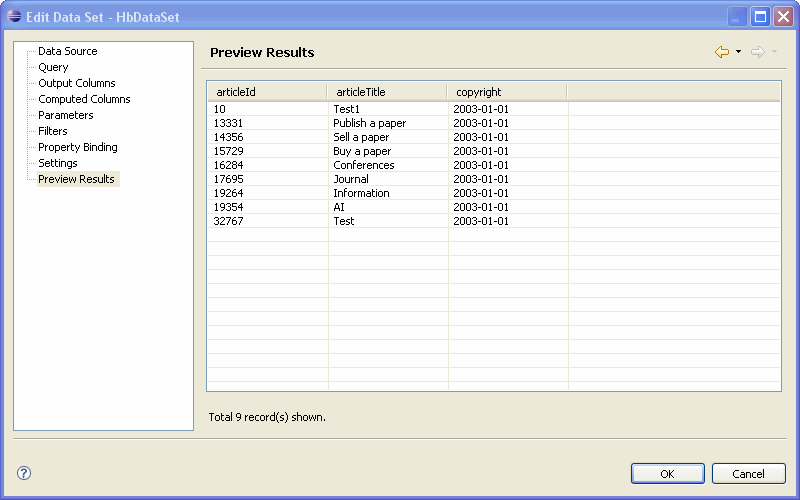 Edit Data Set - HbDataSet
Data Source
Query
Output Columns
Computed Columns
Parameters
Filters
Property Binding
Settings
Preview Results
Preview Results
articleId articleTitle copyright
10 Test1 2003-01-01
13331 Publish a paper 2003-01-01
14356 Sell a paper 2003-01-01
15729 Buy a paper 2003-01-01
16284 Conferences 2003-01-01
17695 Journal 2003-01-01
19264 Information 2003-01-01
19354 AI 2003-01-01
32767 Test 2003-01-01
Total 9 record(s) shown.
? OK Cancel